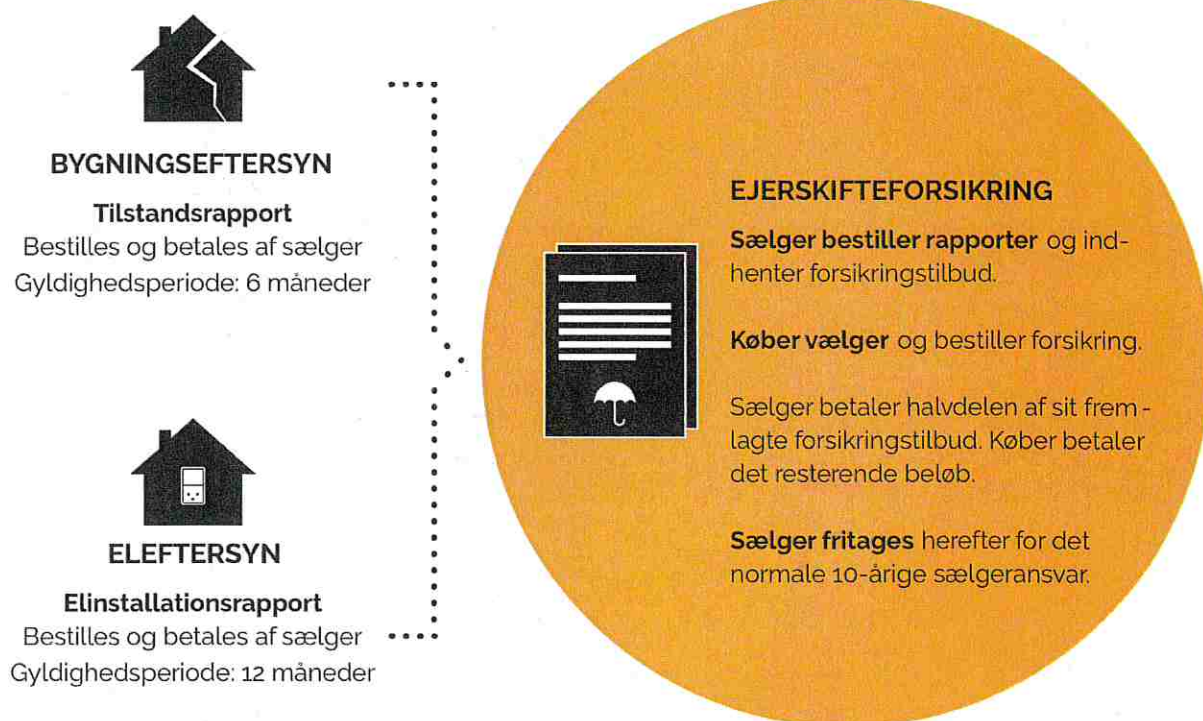 BYGNINGSEFTERSYN
Tilstandsrapport
Bestilles og betales af sælger
Gyldighedsperiode: 6 måneder
ELEFTERSYN
Elinstallationsrapport
Bestilles og betales af sælger
Gyldighedsperiode: 12 måneder
EJERSKIFTEFORSIKRING
Sælger bestiller rapporter og ind-
henter forsikringstilbud.
Køber vælger og bestiller forsikring.
Sælger betaler halvdelen af sit frem-
lagte forsikringstilbud. Køber betaler
det resterende beløb.
Sælger fritages herefter for det
normale 10-årige sælgeransvar.